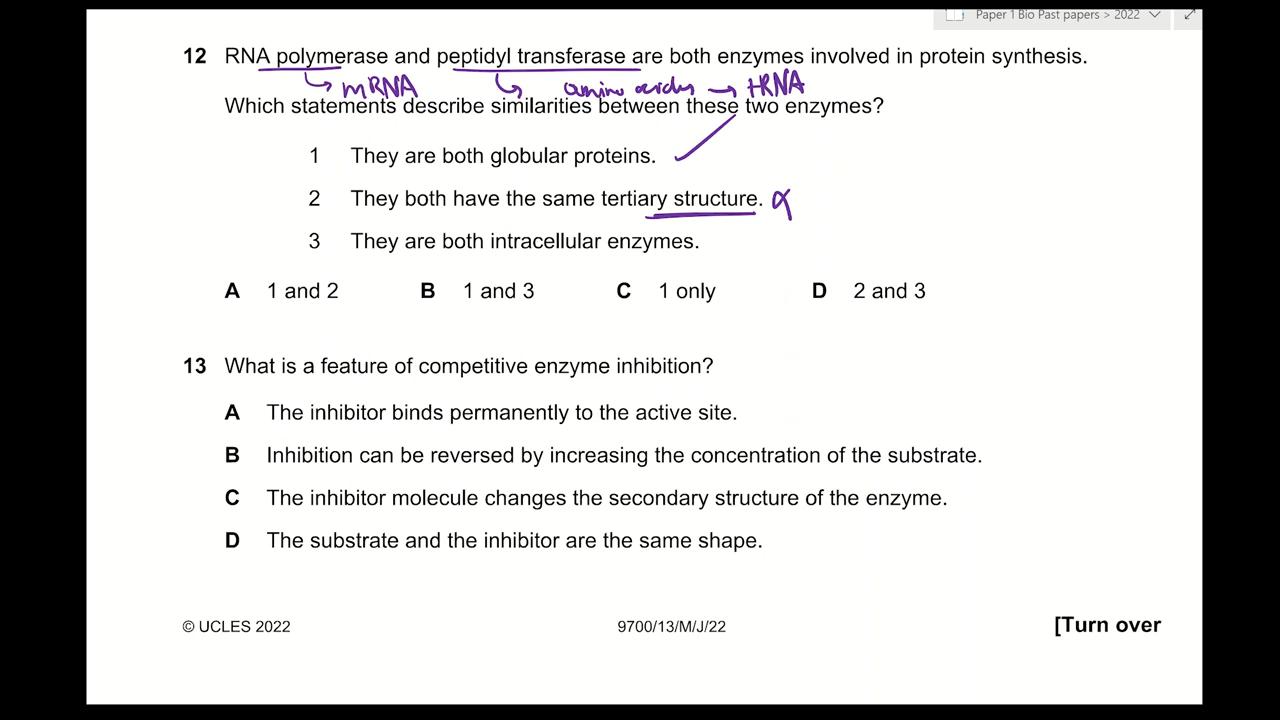 Paper 1 Bio Past papers > 2022
12 RNA polymerase and peptidyl transferase are both enzymes involved in protein synthesis.
mRNA amino acids → tRNA
Which statements describe similarities between these two enzymes?
1 They are both globular proteins. ✓
2 They both have the same tertiary structure.
3 They are both intracellular enzymes.
A 1 and 2 B 1 and 3 C 1 only D 2 and 3
13 What is a feature of competitive enzyme inhibition?
A The inhibitor binds permanently to the active site.
B Inhibition can be reversed by increasing the concentration of the substrate.
C The inhibitor molecule changes the secondary structure of the enzyme.
D The substrate and the inhibitor are the same shape.
© UCLES 2022 9700/13/M/J/22 [Turn over